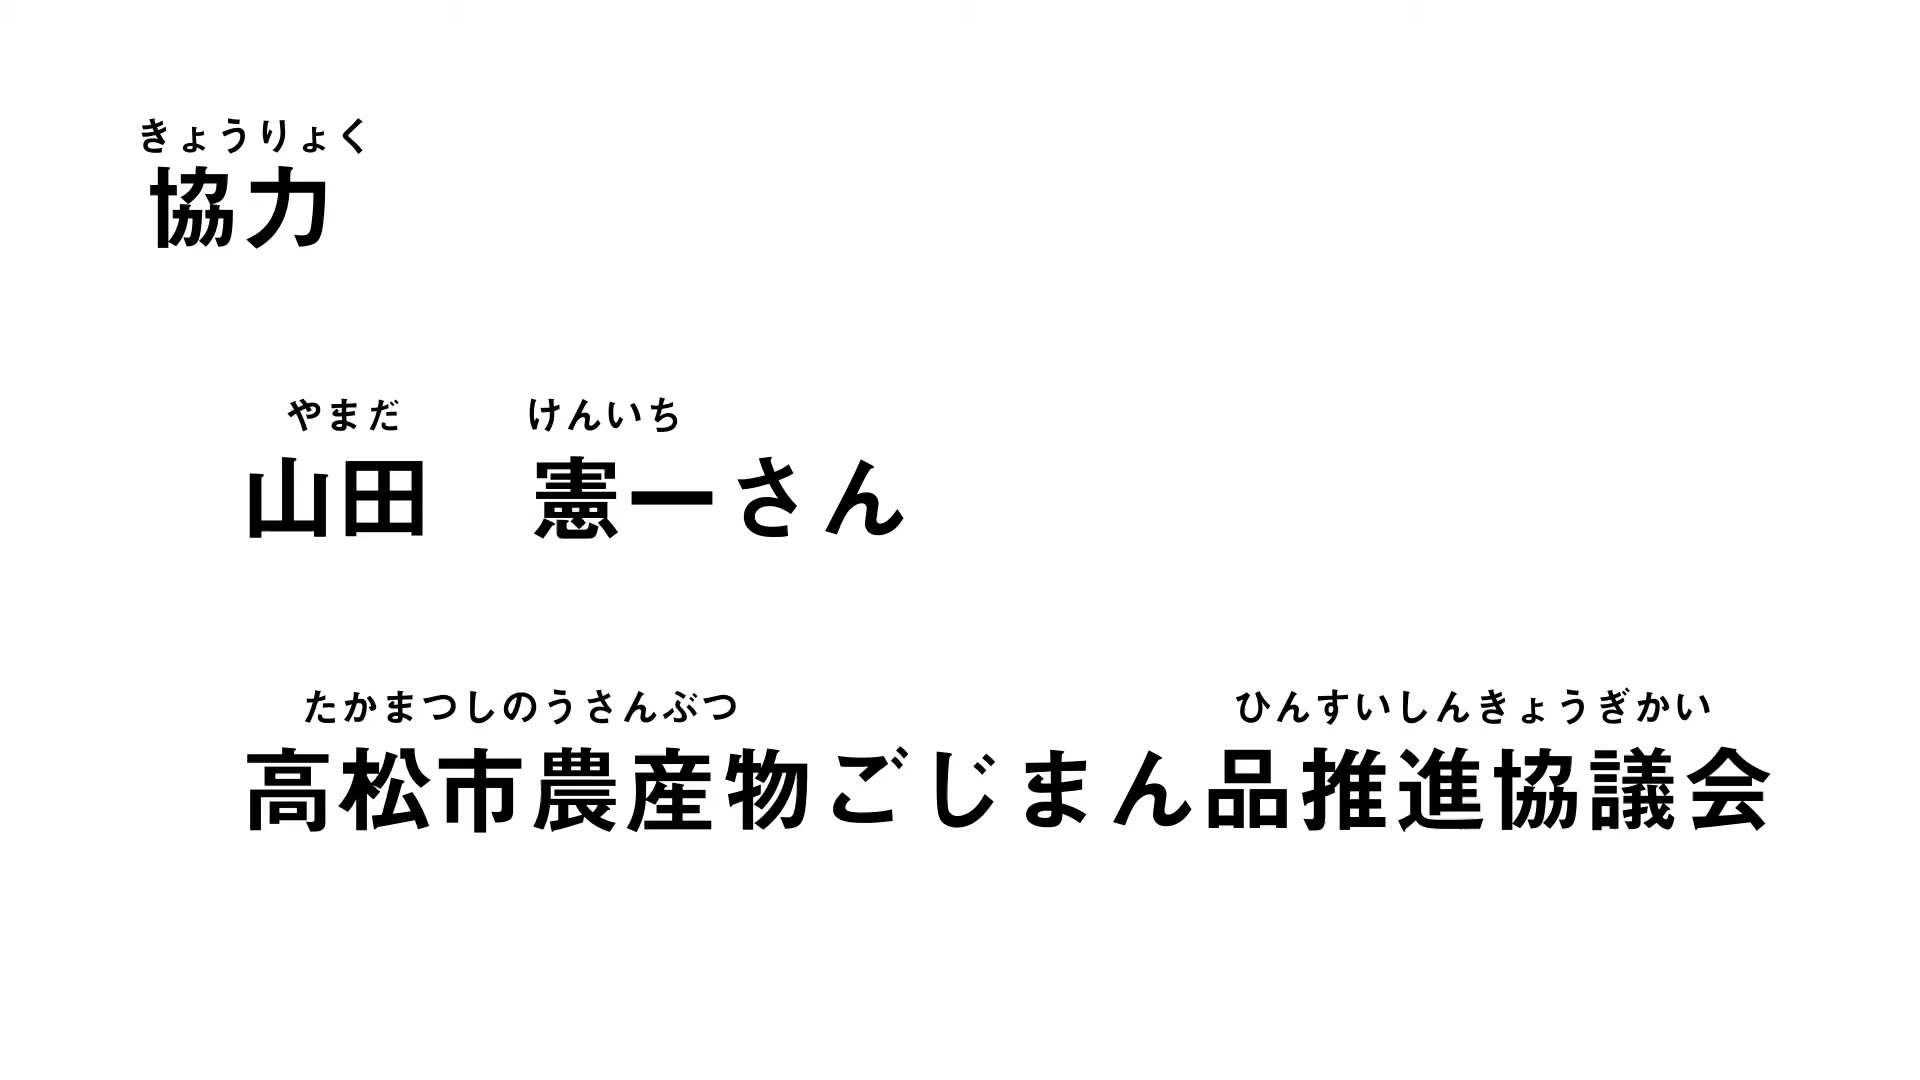 きょうりょく
協力
やまだ　けんいち
山田　憲一さん
たかまつしのうさんぶつ　ひんすいしんきょうぎかい
高松市農産物ごじまん品推進協議会